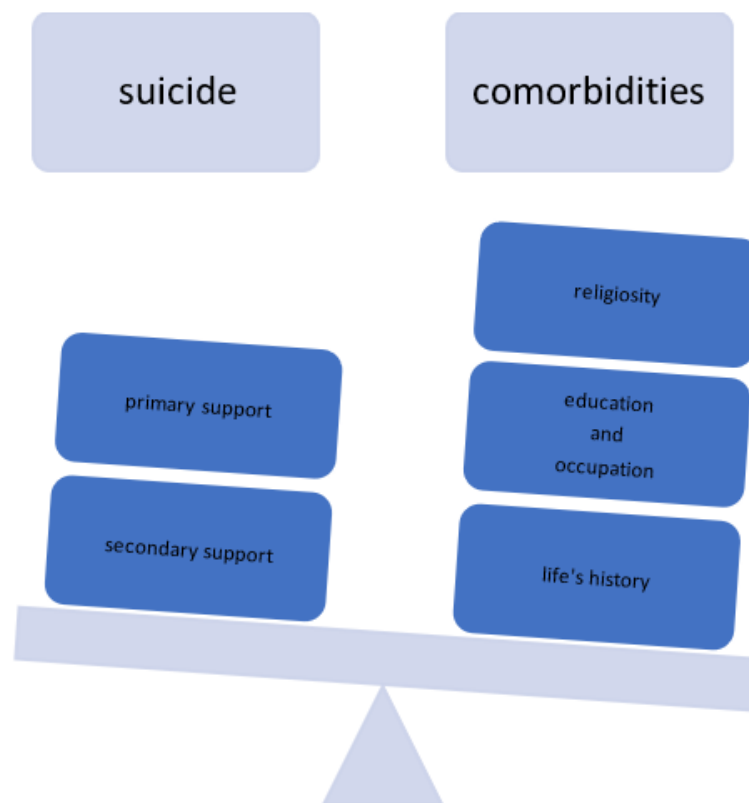 suicide
comorbidities
religiosity
primary support
education
and
occupation
secondary support
life's history